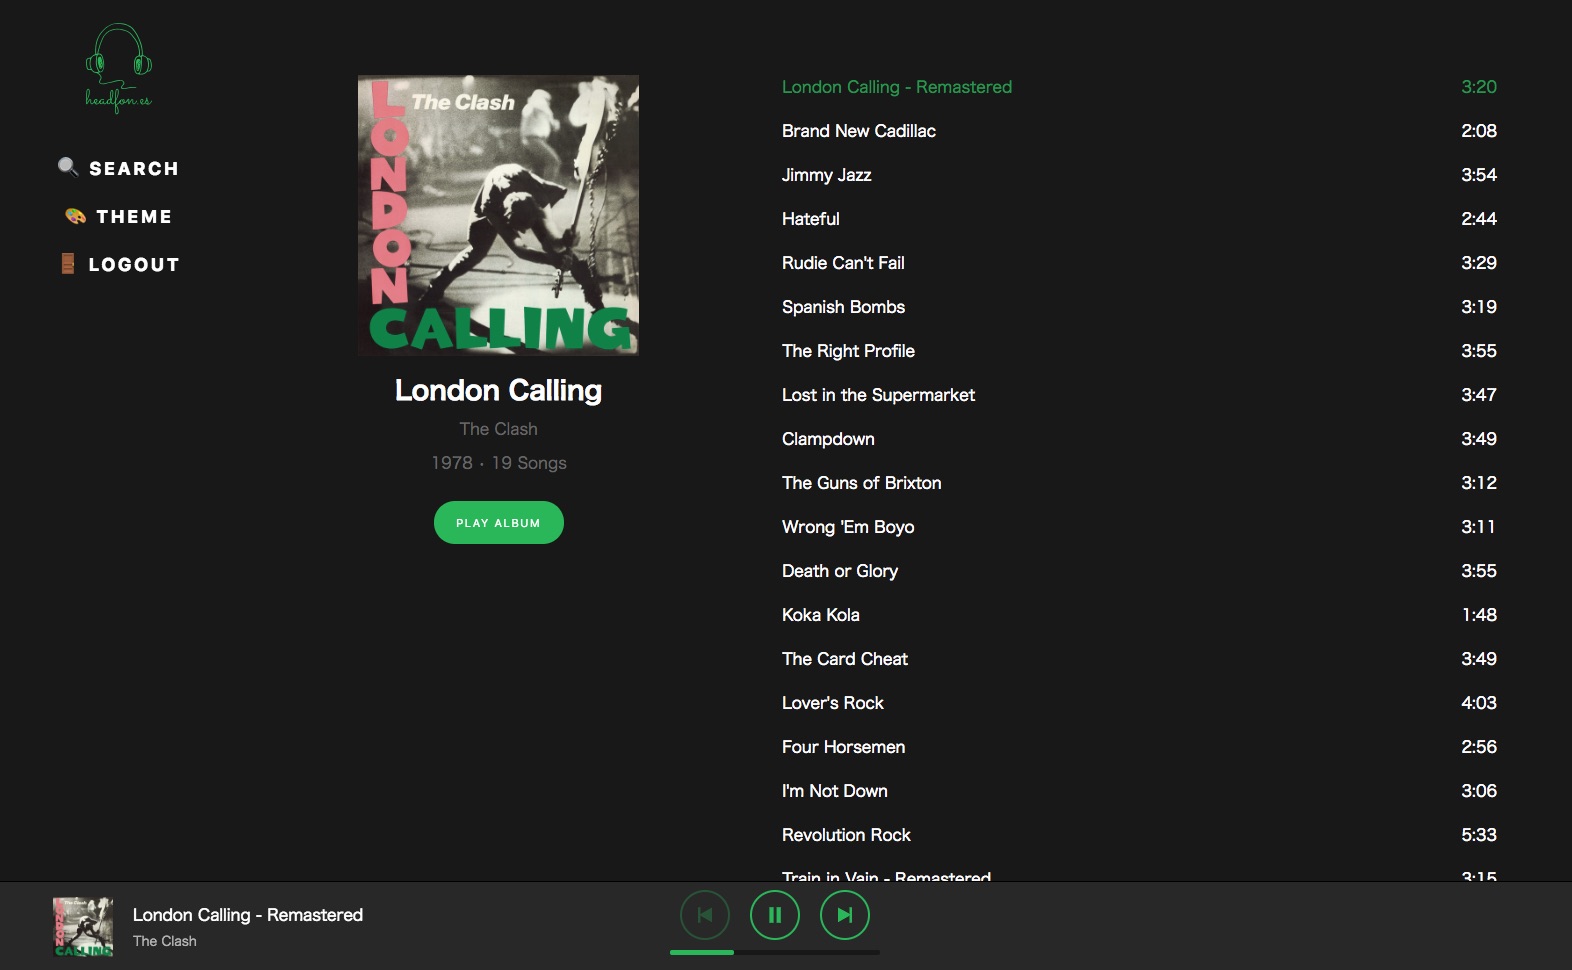 headfon.es
SEARCH
THEME
LOGOUT
The Clash
LONDON
CALLING
London Calling
The Clash
1978 • 19 Songs
PLAY ALBUM
London Calling - Remastered 3:20
Brand New Cadillac 2:08
Jimmy Jazz 3:54
Hateful 2:44
Rudie Can't Fail 3:29
Spanish Bombs 3:19
The Right Profile 3:55
Lost in the Supermarket 3:47
Clampdown 3:49
The Guns of Brixton 3:12
Wrong 'Em Boyo 3:11
Death or Glory 3:55
Koka Kola 1:48
The Card Cheat 3:49
Lover's Rock 4:03
Four Horsemen 2:56
I'm Not Down 3:06
Revolution Rock 5:33
Train in Vain - Remastered 3:15
The Clash
LONDON
CALLING
London Calling - Remastered
The Clash